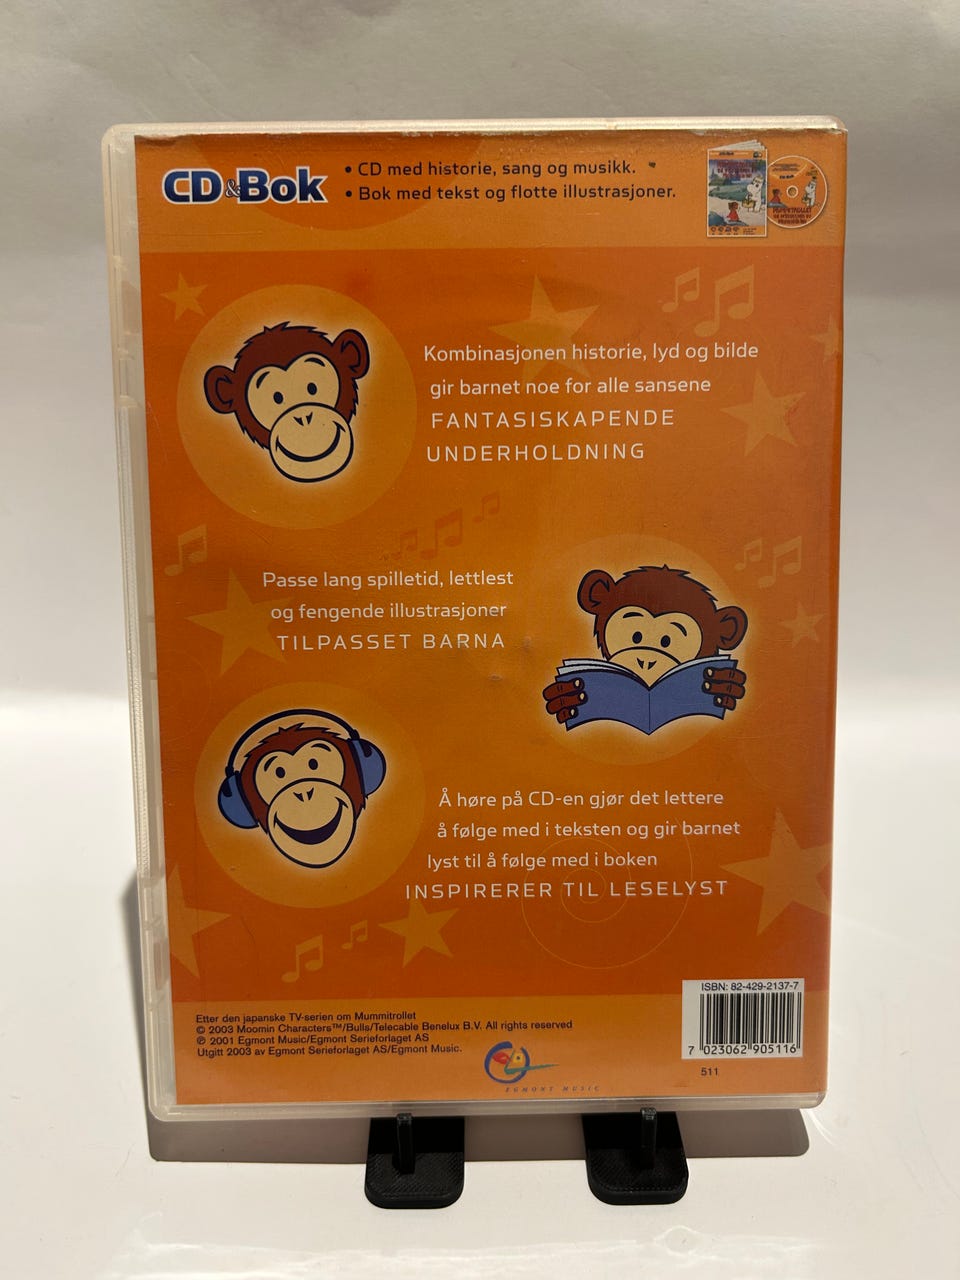 CD & Bok
• CD med historie, sang og musikk.
• Bok med tekst og flotte illustrasjoner.
Kombinasjonen historie, lyd og bilde
gir barnet noe for alle sansene
FANTASISKAPENDE
UNDERHOLDNING
Passe lang spilletid, lettlest
og fengende illustrasjoner
TILPASSET BARNA
Å høre på CD-en gjør det lettere
å følge med i teksten og gir barnet
lyst til å følge med i boken
INSPIRERER TIL LESELYST
Etter den japanske TV-serien om Mummitrollet
© 2003 Moomin Characters™/Bulls/Telecable Benelux B.V. All rights reserved
℗ 2001 Egmont Music/Egmont Serieforlaget AS
Utgitt 2003 av Egmont Serieforlaget AS/Egmont Music.
EGMONT MUSIC
ISBN: 82-429-2137-7
7 023062 905116
511